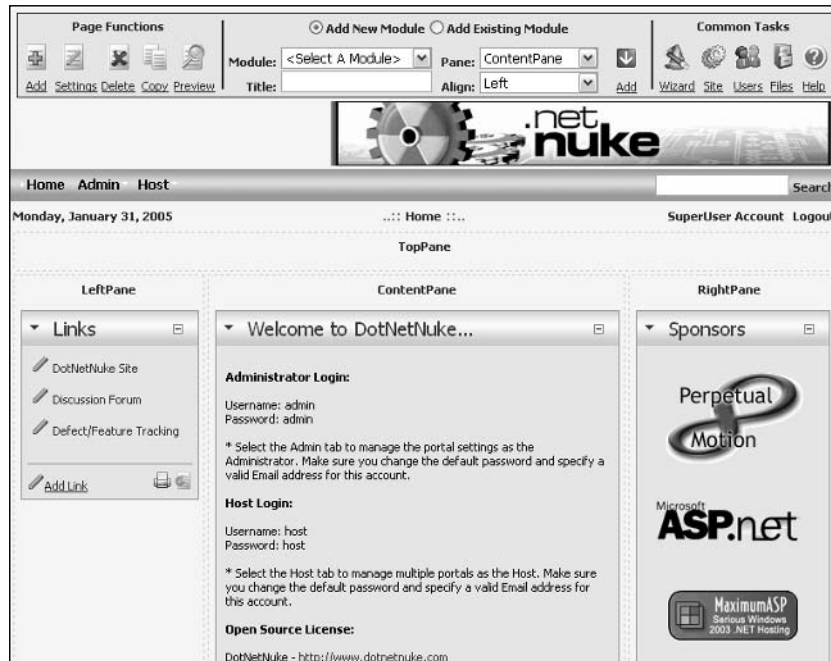 Page Functions
Add Settings Delete Copy Preview
Add New Module Add Existing Module
Module: <Select A Module> Pane: ContentPane
Title: Align: Left Add
Common Tasks
Wizard Site Users Files Help
.net
nuke
Home Admin Host
Search
Monday, January 31, 2005 ..:: Home ::.. SuperUser Account Logout
TopPane
LeftPane
Links
DotNetNuke Site
Discussion Forum
Defect/Feature Tracking
Add Link
ContentPane
Welcome to DotNetNuke...
Administrator Login:
Username: admin
Password: admin
* Select the Admin tab to manage the portal settings as the
Administrator. Make sure you change the default password and specify a
valid Email address for this account.
Host Login:
Username: host
Password: host
* Select the Host tab to manage multiple portals as the Host. Make sure
you change the default password and specify a valid Email address for
this account.
Open Source License:
DotNetNuke - http://www.dotnetnuke.com
RightPane
Sponsors
Perpetual
Motion
Microsoft
ASP.net
MaximumASP
Serious Windows
2003 .NET Hosting